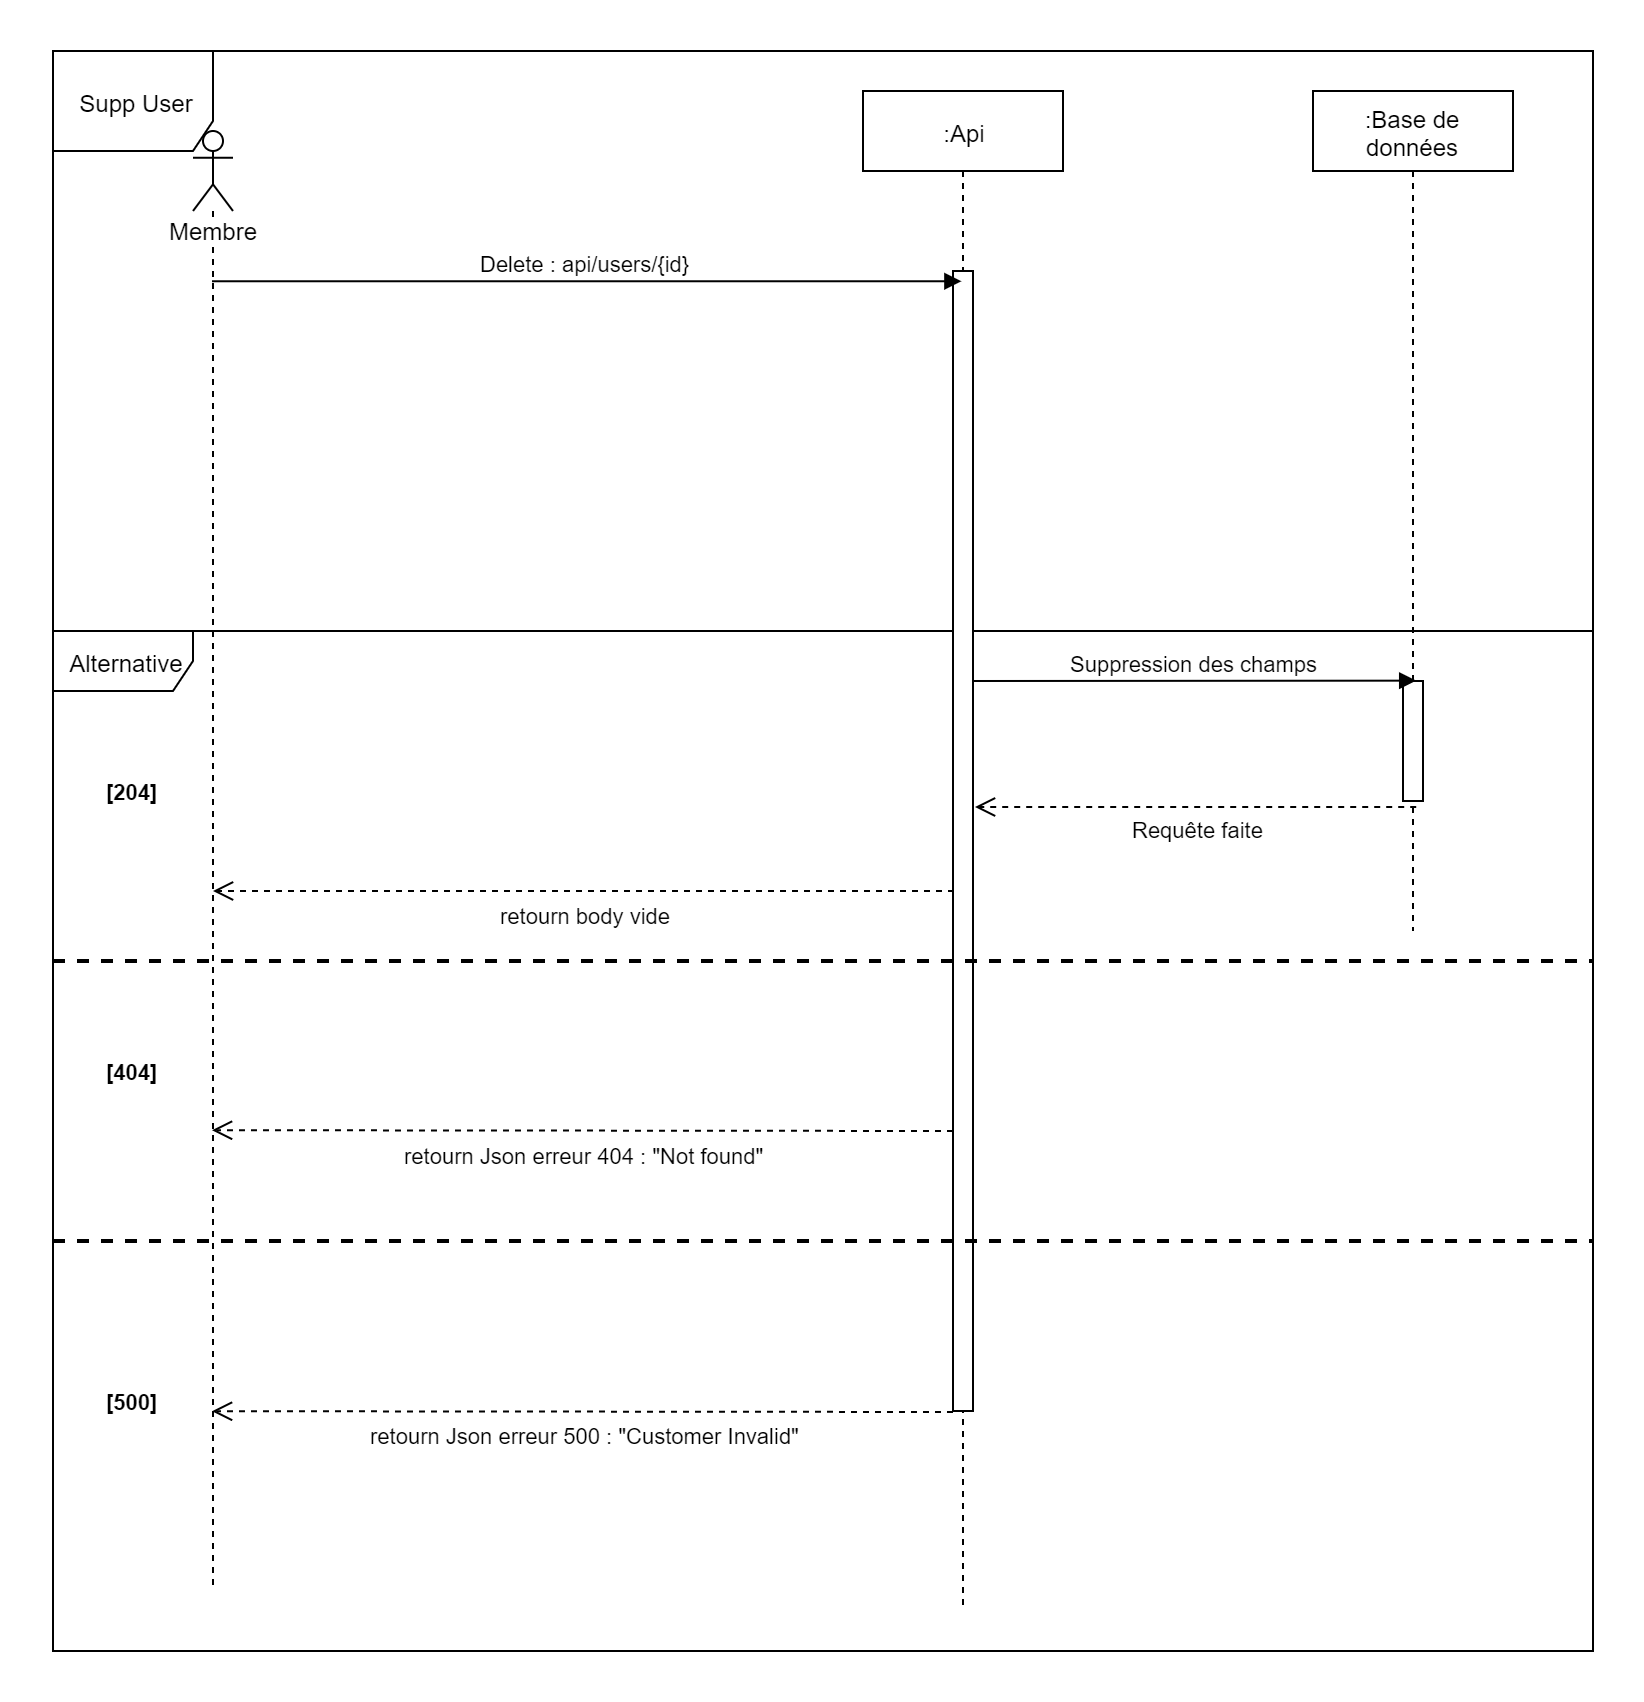 Supp User
:Api
:Base de
données
Membre
Delete : api/users/{id}
Alternative
Suppression des champs
[204]
Requête faite
retourn body vide
[404]
retourn Json erreur 404 : "Not found"
[500]
retourn Json erreur 500 : "Customer Invalid"